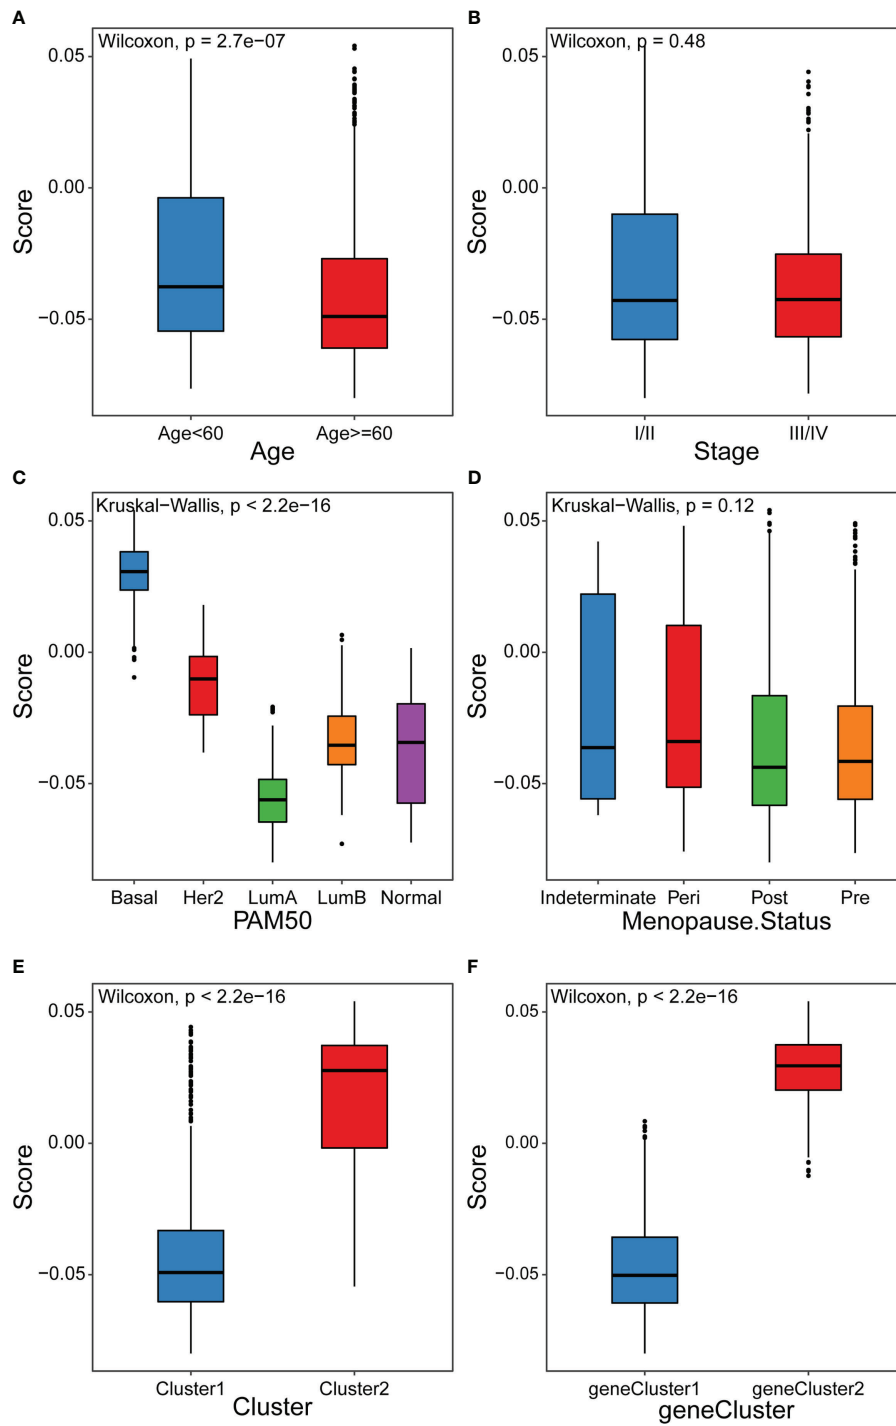 A
Wilcoxon, p = 2.7e−07
0.05
0.00
−0.05
Score
Age<60 Age>=60
Age
B
Wilcoxon, p = 0.48
0.05
0.00
−0.05
Score
I/II III/IV
Stage
C
Kruskal−Wallis, p < 2.2e−16
0.05
0.00
−0.05
Score
Basal Her2 LumA LumB Normal
PAM50
D
Kruskal−Wallis, p = 0.12
0.05
0.00
−0.05
Score
Indeterminate Peri Post Pre
Menopause.Status
E
Wilcoxon, p < 2.2e−16
0.05
0.00
−0.05
Score
Cluster1 Cluster2
Cluster
F
Wilcoxon, p < 2.2e−16
0.05
0.00
−0.05
Score
geneCluster1 geneCluster2
geneCluster